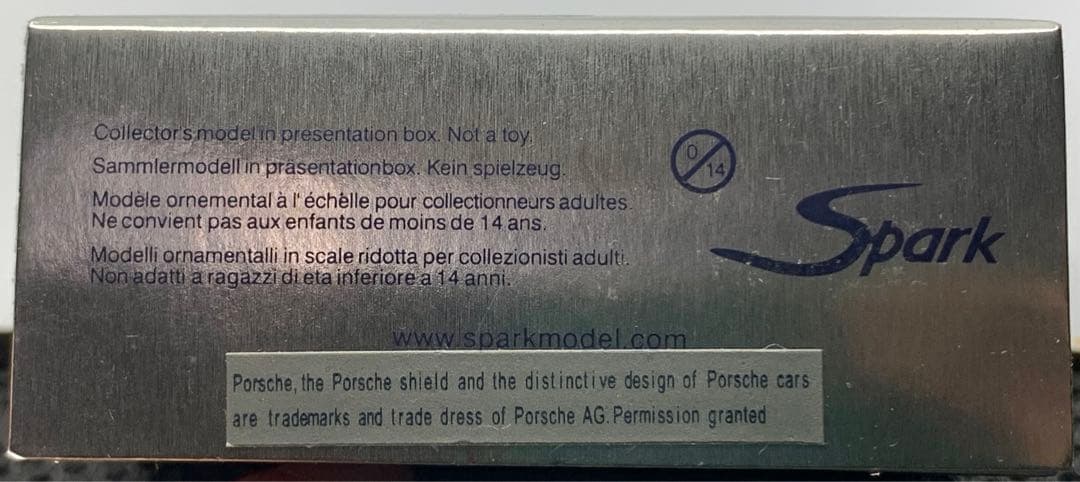 Collector's model in presentation box. Not a toy.
Sammlermodell in präsentationbox. Kein spielzeug.
Modèle ornemental à l'échèlle pour collectionneurs adultes.
Ne convient pas aux enfants de moins de 14 ans.
Modelli ornamentalli in scale ridotta per collezionisti adulti.
Non adatti a ragazzi di eta inferiore a 14 anni.
0/14
Spark
www.sparkmodel.com
Porsche, the Porsche shield and the distinctive design of Porsche cars
are trademarks and trade dress of Porsche AG. Permission granted